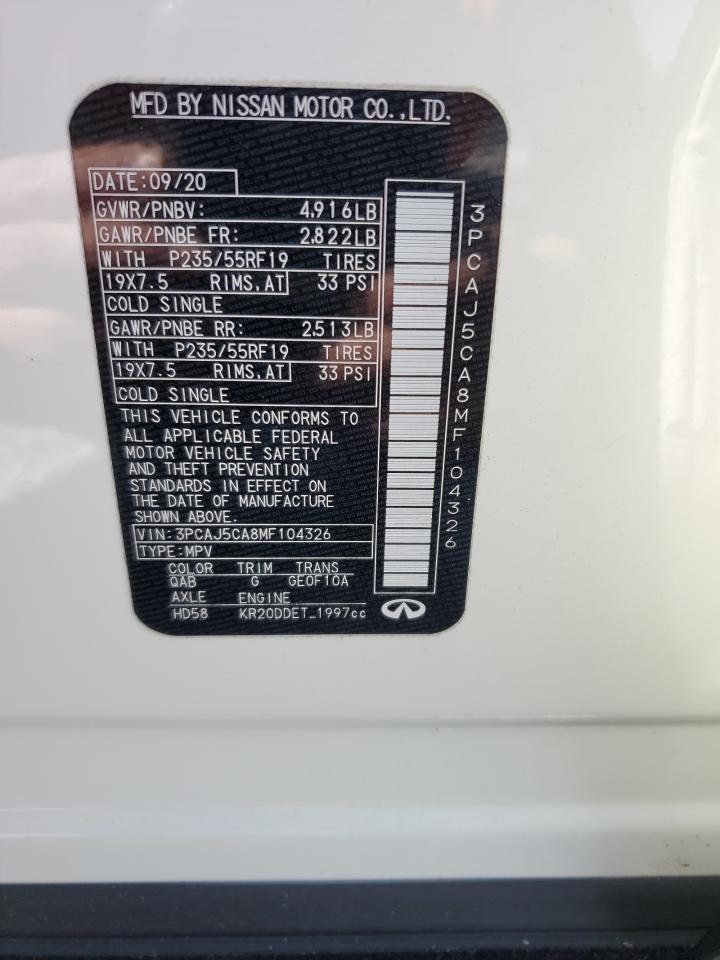 MFD BY NISSAN MOTOR CO.,LTD.
DATE:09/20
GVWR/PNBV: 4,916LB
GAWR/PNBE FR: 2,822LB
WITH P235/55RF19 TIRES
19X7.5 RIMS,AT 33 PSI
COLD SINGLE
GAWR/PNBE RR: 2,513LB
WITH P235/55RF19 TIRES
19X7.5 RIMS,AT 33 PSI
COLD SINGLE
THIS VEHICLE CONFORMS TO
ALL APPLICABLE FEDERAL
MOTOR VEHICLE SAFETY
AND THEFT PREVENTION
STANDARDS IN EFFECT ON
THE DATE OF MANUFACTURE
SHOWN ABOVE.
VIN:3PCAJ5CA8MF104326
TYPE:MPV
COLOR TRIM TRANS
QAB G GE0F10A
AXLE ENGINE
HD58 KR20DDET_1997cc
3PCAJ5CA8MF104326